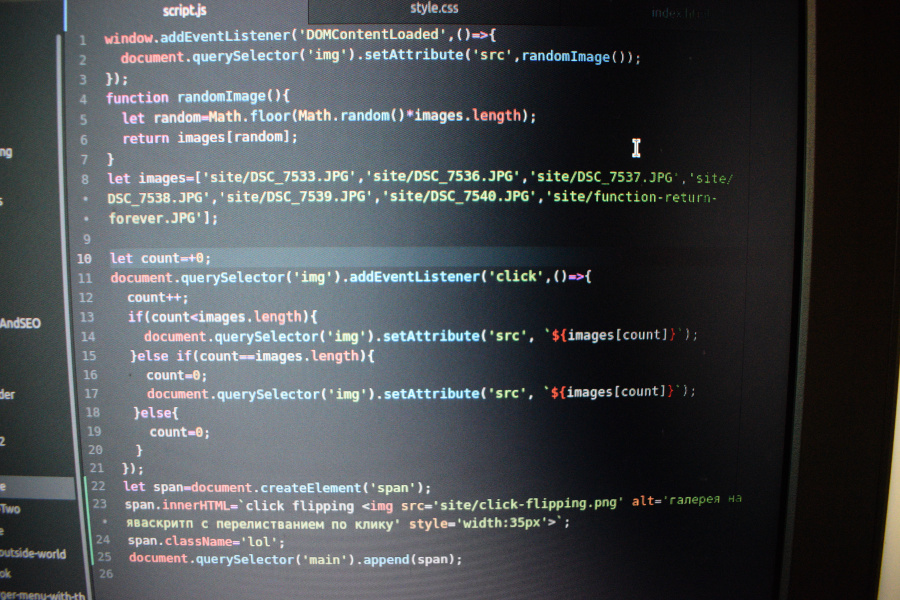 script.js
style.css
1 window.addEventListener('DOMContentLoaded',()=>{
2 document.querySelector('img').setAttribute('src',randomImage());
3 });
4 function randomImage(){
5 let random=Math.floor(Math.random()*images.length);
6 return images[random];
7 }
8 let images=['site/DSC_7533.JPG','site/DSC_7536.JPG','site/DSC_7537.JPG','site/
DSC_7538.JPG','site/DSC_7539.JPG','site/DSC_7540.JPG','site/function-return-
forever.JPG'];
9
10 let count=+0;
11 document.querySelector('img').addEventListener('click',()=>{
12 count++;
13 if(count<images.length){
14 document.querySelector('img').setAttribute('src', `${images[count]}`);
15 }else if(count==images.length){
16 count=0;
17 document.querySelector('img').setAttribute('src', `${images[count]}`);
18 }else{
19 count=0;
20 }
21 });
22 let span=document.createElement('span');
23 span.innerHTML=`click flipping <img src='site/click-flipping.png' alt='галерея на
яваскритп с перелистванием по клику' style='width:35px'>`;
24 span.className='lol';
25 document.querySelector('main').append(span);
26
ng
s
AndSEO
der
2
e
Two
e
outside-world
ok
ger-menu-with-th